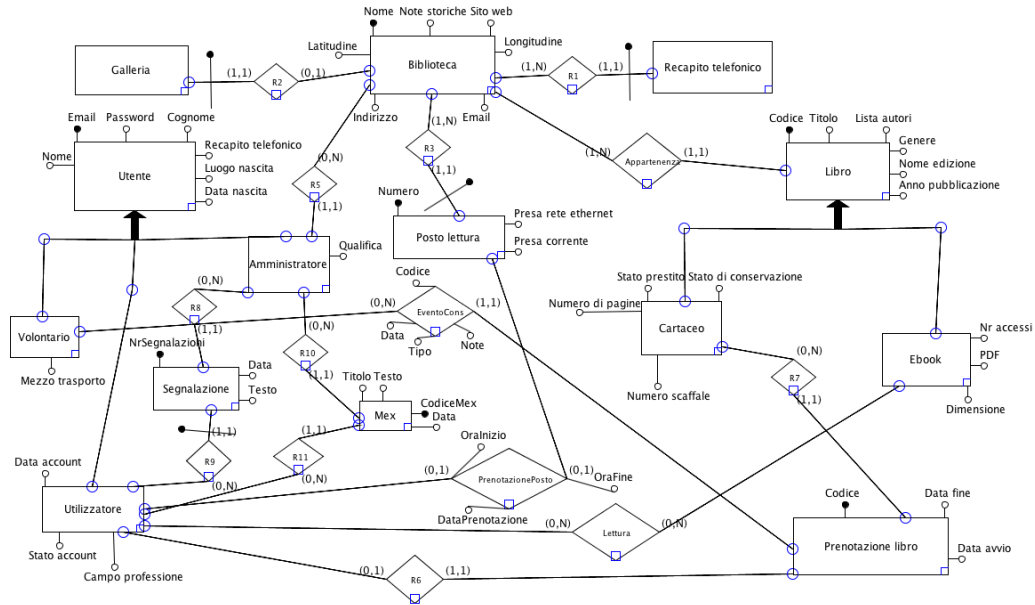 Nome Note storiche Sito web
Latitudine Longitudine
Galleria (1,1) R2 (0,1) Biblioteca (1,N) R1 (1,1) Recapito telefonico
Indirizzo Email
Email Password Cognome
(1,N)
R3
(1,1)
Codice Titolo Lista autori
Nome Utente Recapito telefonico
Luogo nascita
Data nascita
(0,N)
R5
(1,1)
(1,N) Appartenenza (1,1) Libro Genere
Nome edizione
Anno pubblicazione
Numero Posto lettura Presa rete ethernet
Presa corrente
Amministratore Qualifica
Stato prestito Stato di conservazione
Numero di pagine Cartaceo
Numero scaffale
Codice
(0,N) EventoCons (1,1)
Data Tipo Note
(0,N)
R8
(1,1)
(0,N)
R10
(1,1)
Volontario
Mezzo trasporto
NrSegnalazioni
Segnalazione Data
Testo
Titolo Testo
Mex CodiceMex
Data
(0,N)
R7
(1,1)
Ebook Nr accessi
PDF
Dimensione
(1,1)
R9
(0,N)
(1,1)
R11
(0,N)
OraInizio
(0,1) PrenotazionePosto (0,1)
OraFine
DataPrenotazione
Data account
Utilizzatore
Stato account
Campo professione
(0,N) Lettura (0,N)
(0,1) R6 (1,1)
Codice Data fine
Prenotazione libro Data avvio